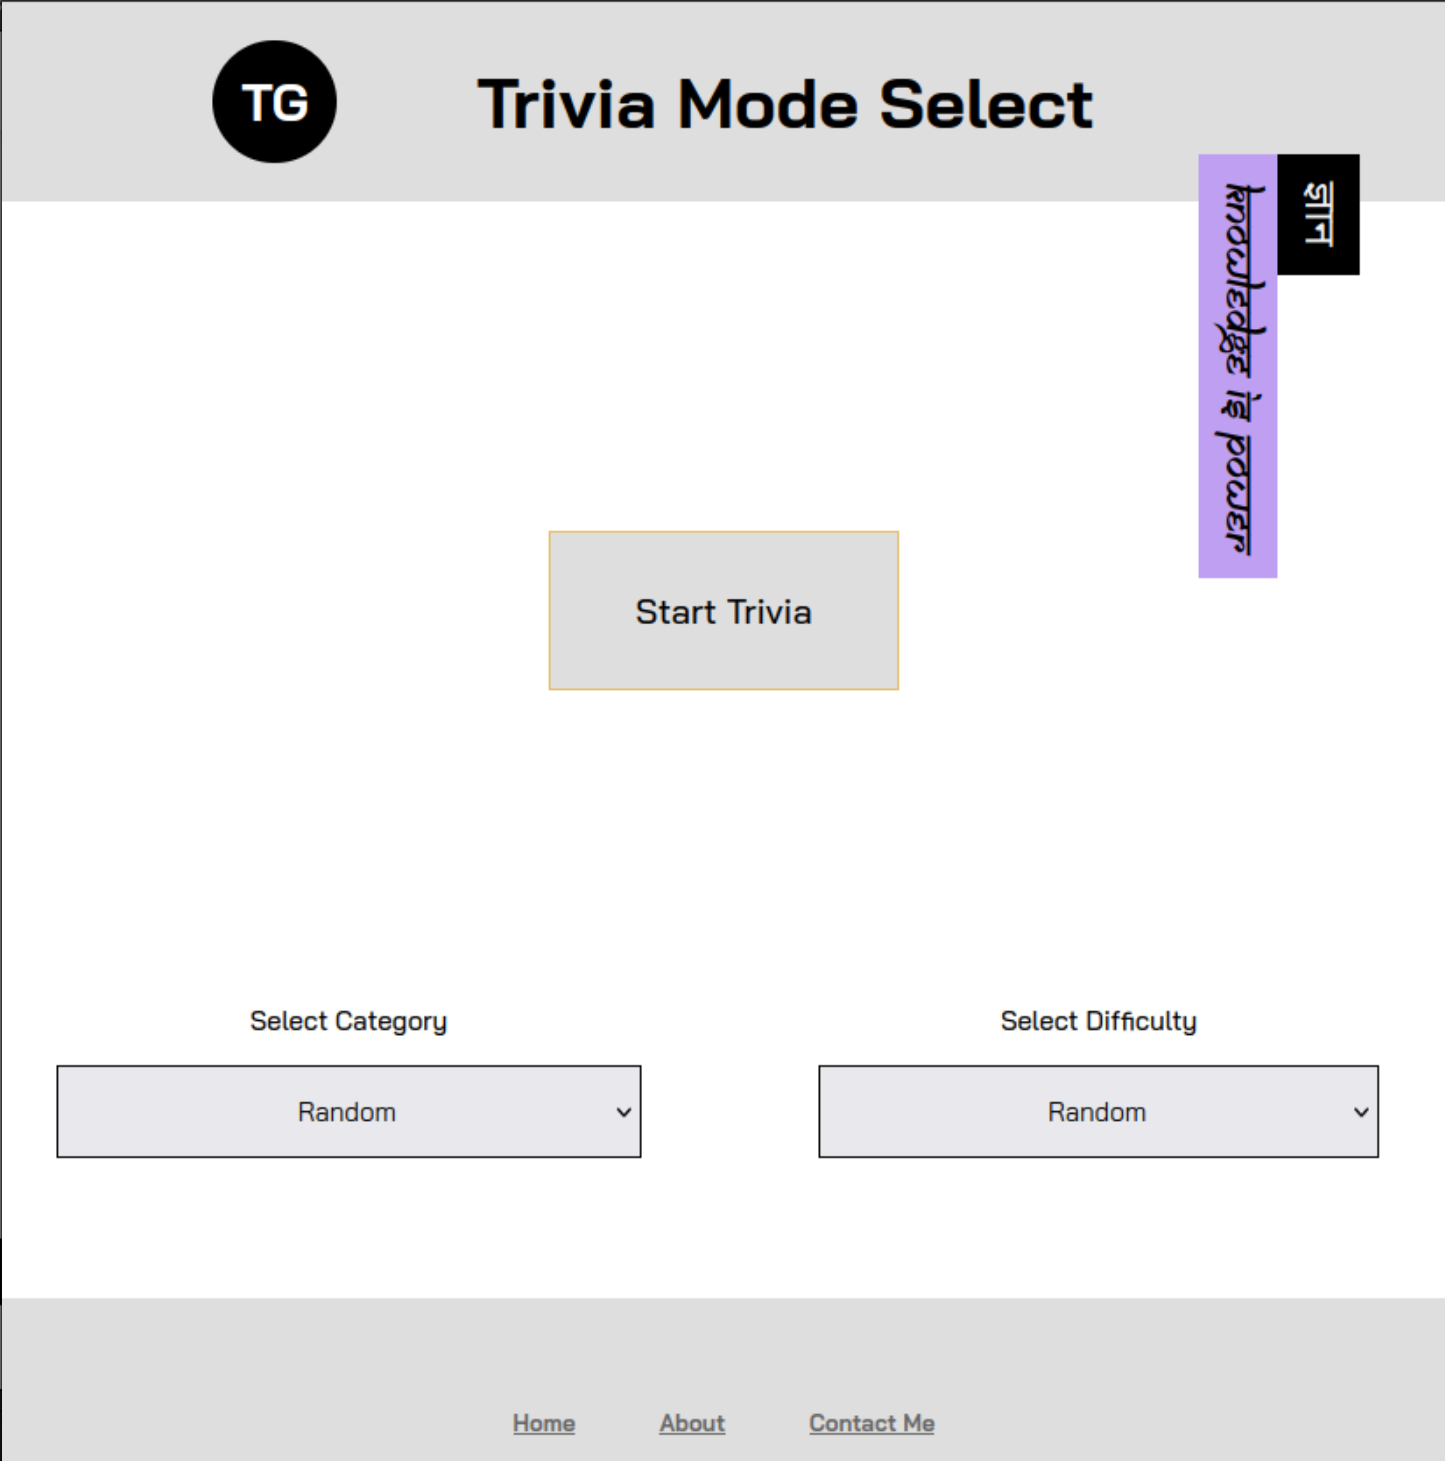 TG
Trivia Mode Select
ज्ञान
knowledge is power
Start Trivia
Select Category
Select Difficulty
Random
Random
Home
About
Contact Me